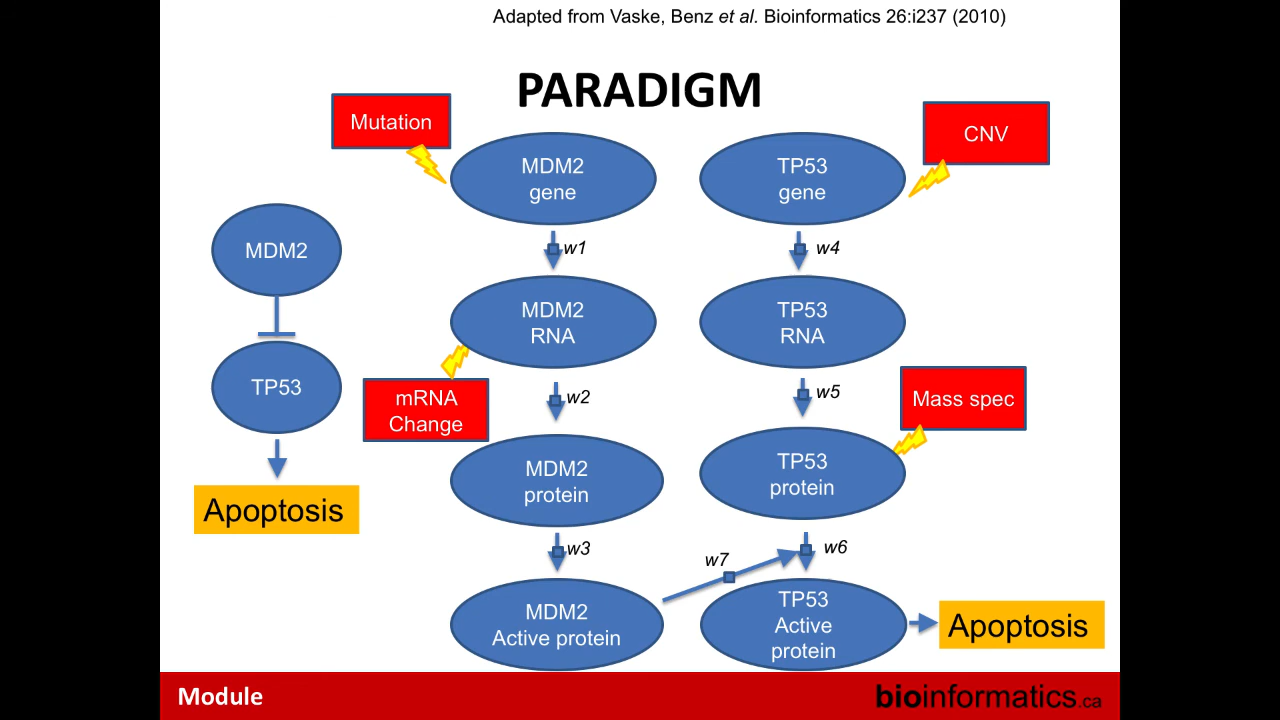 Adapted from Vaske, Benz et al. Bioinformatics 26:i237 (2010)
PARADIGM
Mutation
CNV
MDM2
gene
TP53
gene
w1
w4
MDM2
TP53
Apoptosis
MDM2
RNA
TP53
RNA
mRNA
Change
w2
w5
Mass spec
MDM2
protein
TP53
protein
w3
w7
w6
MDM2
Active protein
TP53
Active
protein
Apoptosis
Module
bioinformatics.ca